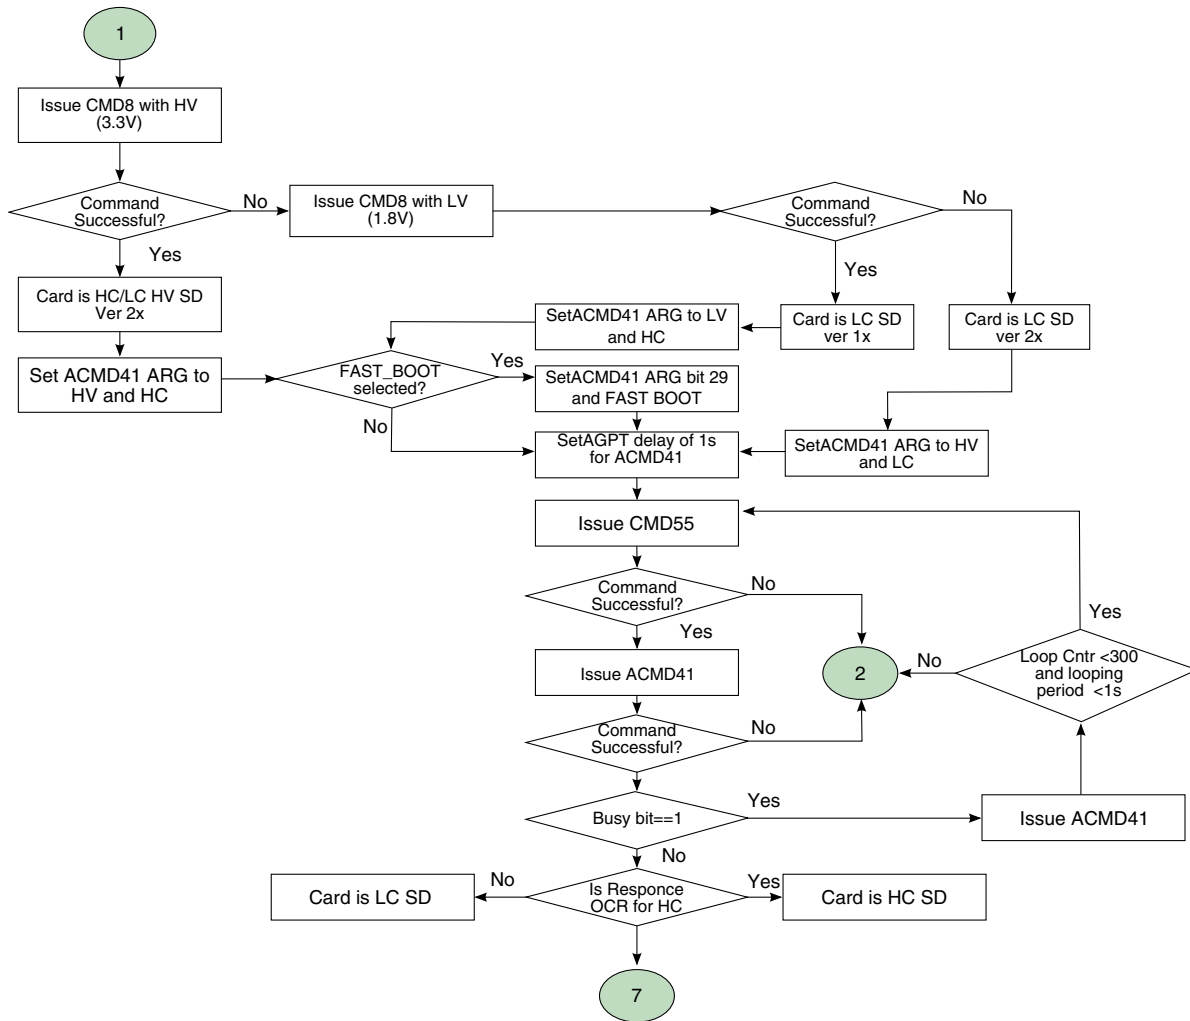 1
Issue CMD8 with HV
(3.3V)
Command
Successful?
No
Issue CMD8 with LV
(1.8V)
Command
Successful?
No
Yes
Yes
Card is HC/LC HV SD
Ver 2x
SetACMD41 ARG to LV
and HC
Card is LC SD
ver 1x
Card is LC SD
ver 2x
Set ACMD41 ARG to
HV and HC
FAST_BOOT
selected?
Yes
SetACMD41 ARG bit 29
and FAST BOOT
No
SetAGPT delay of 1s
for ACMD41
SetACMD41 ARG to HV
and LC
Issue CMD55
Command
Successful?
No
Yes
Yes
Issue ACMD41
2
No
Loop Cntr <300
and looping
period <1s
Command
Successful?
No
Busy bit==1
Yes
Issue ACMD41
No
Card is LC SD
No
Is Responce
OCR for HC
Yes
Card is HC SD
7